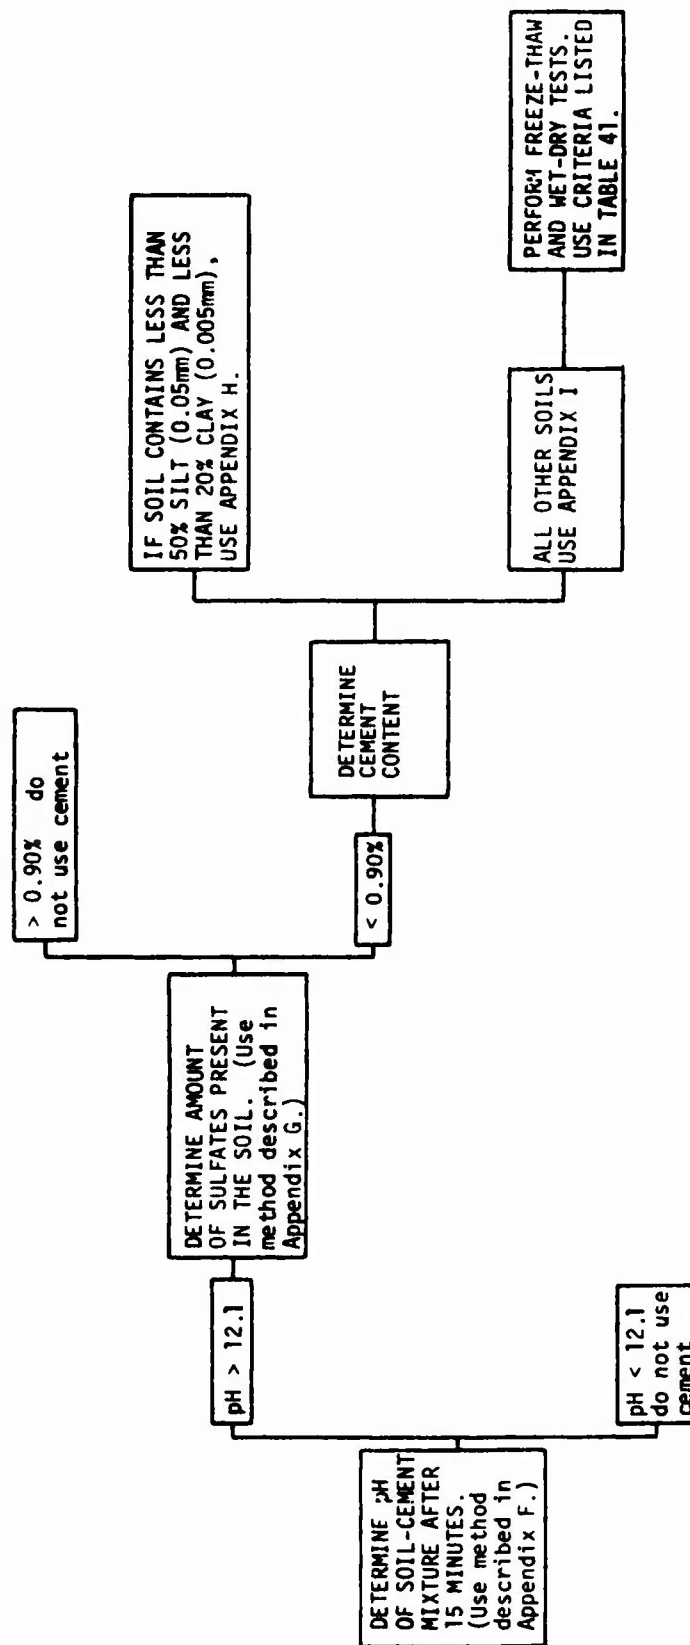 DETERMINE pH
OF SOIL-CEMENT
MIXTURE AFTER
15 MINUTES.
(Use method
described in
Appendix F.)
pH > 12.1
pH < 12.1
do not use
cement
DETERMINE AMOUNT
OF SULFATES PRESENT
IN THE SOIL. (Use
method described in
Appendix G.)
> 0.90% do
not use cement
< 0.90%
DETERMINE
CEMENT
CONTENT
IF SOIL CONTAINS LESS THAN
50% SILT (0.05mm) AND LESS
THAN 20% CLAY (0.005mm),
USE APPENDIX H.
ALL OTHER SOILS
USE APPENDIX I
PERFORM FREEZE-THAW
AND WET-DRY TESTS.
USE CRITERIA LISTED
IN TABLE 41.